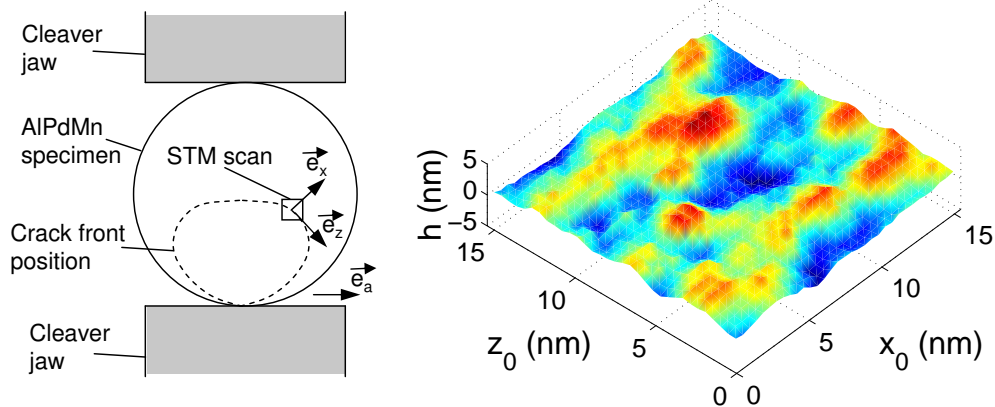 Cleaver
jaw
AlPdMn
specimen
STM scan
e_x
e_z
Crack front
position
e_a
Cleaver
jaw
h (nm)
5
0
−5
15
10
5
0
z_0 (nm)
0
5
10
15
x_0 (nm)